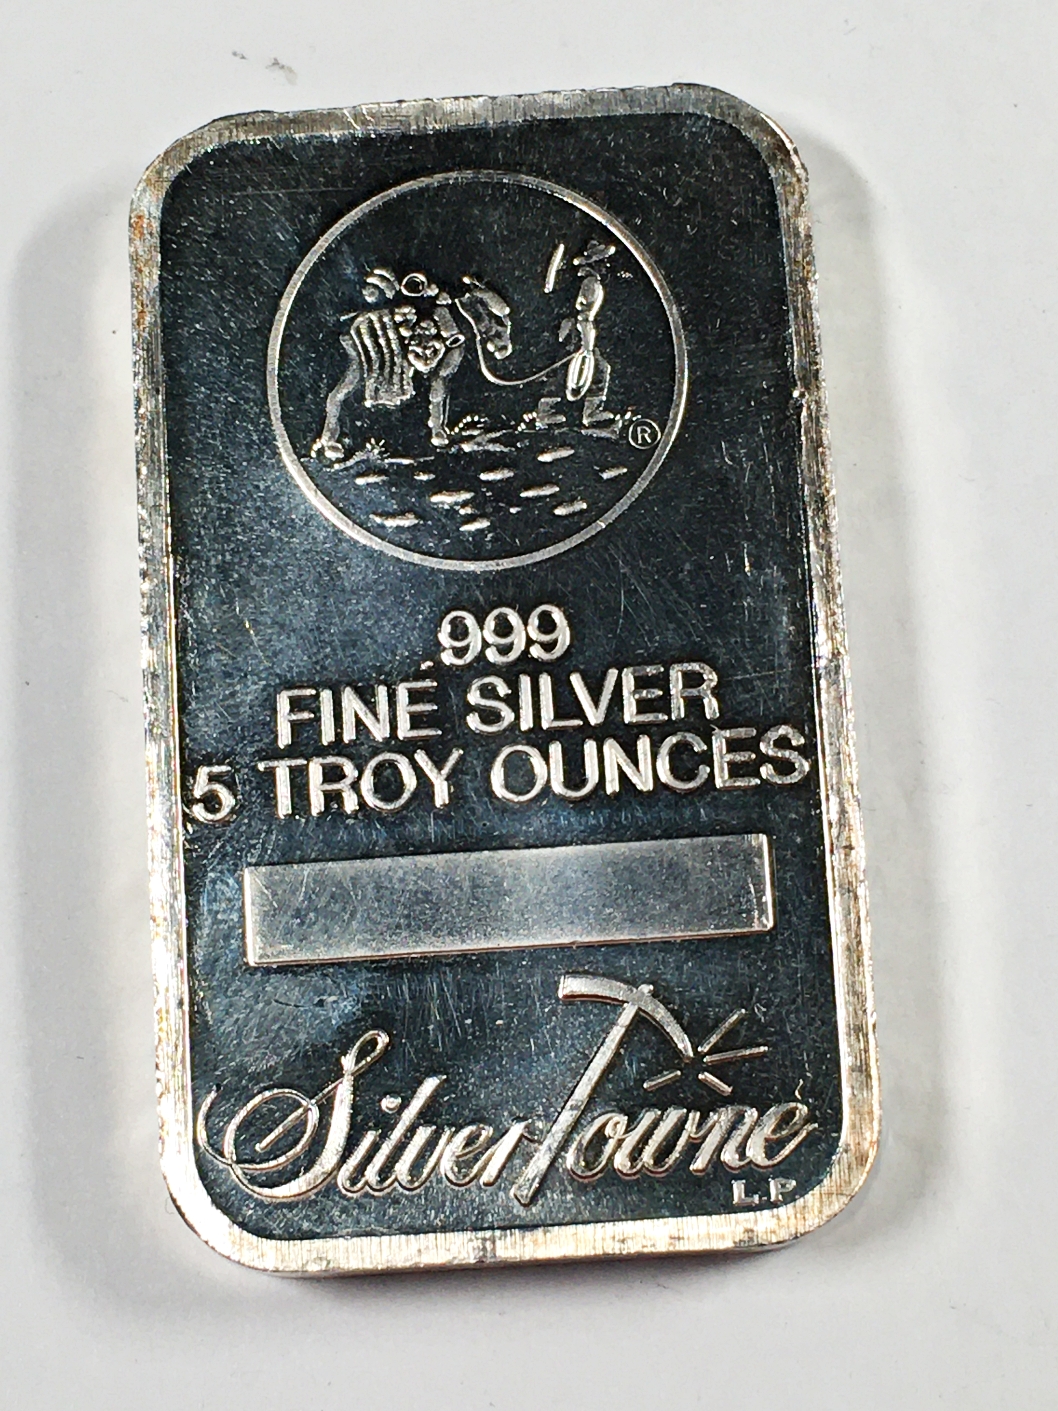 ®
999
FINE SILVER
5 TROY OUNCES
SilverTowne
L.P